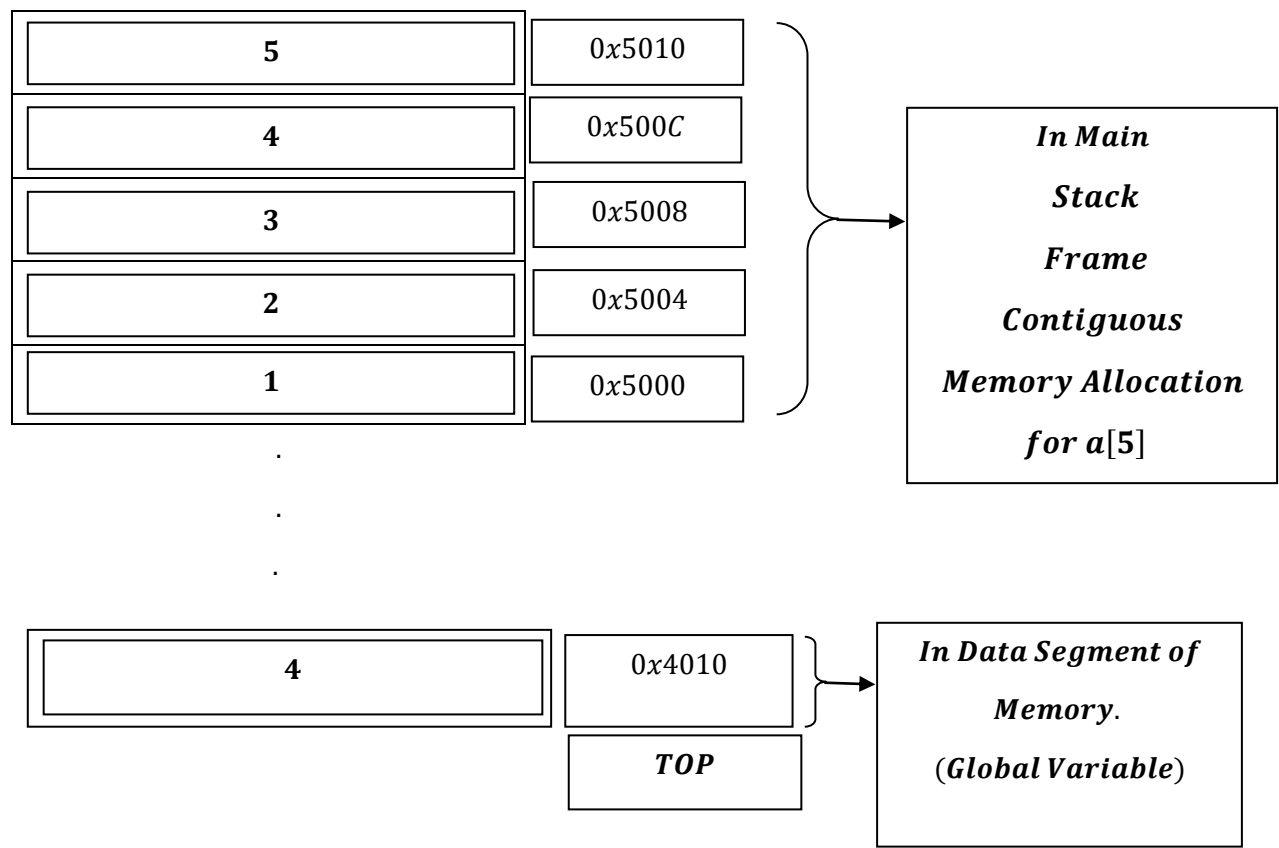 5 0x5010
4 0x500C
3 0x5008
2 0x5004
1 0x5000
In Main
Stack
Frame
Contiguous
Memory Allocation
for a[5]
.
.
.
4 0x4010
TOP
In Data Segment of
Memory.
(Global Variable)